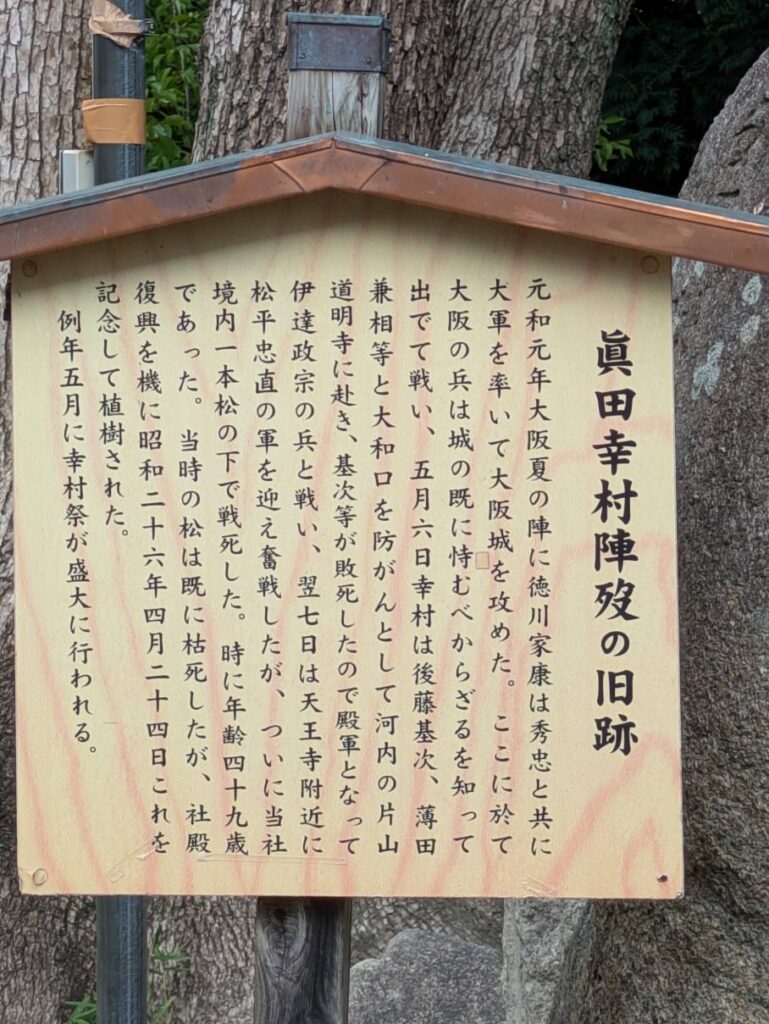 眞田幸村陣歿の旧跡
元和元年大阪夏の陣に徳川家康は秀忠と共に
大軍を率いて大阪城を攻めた。ここに於て
大阪の兵は城の既に恃むべからざるを知って
出でて戦い、五月六日幸村は後藤基次、薄田
兼相等と大和口を防がんとして河内の片山
道明寺に赴き、基次等が敗死したので殿軍となって
伊達政宗の兵と戦い、翌七日は天王寺附近に
松平忠直の軍を迎え奮戦したが、ついに当社
境内一本松の下で戦死した。時に年齢四十九歳
であった。当時の松は既に枯死したが、社殿
復興を機に昭和二十六年四月二十四日これを
記念して植樹された。
例年五月に幸村祭が盛大に行われる。